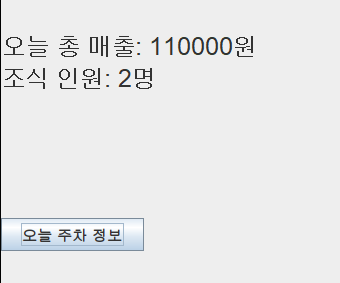 오늘 총 매출: 110000원
조식 인원: 2명
오늘 주차 정보